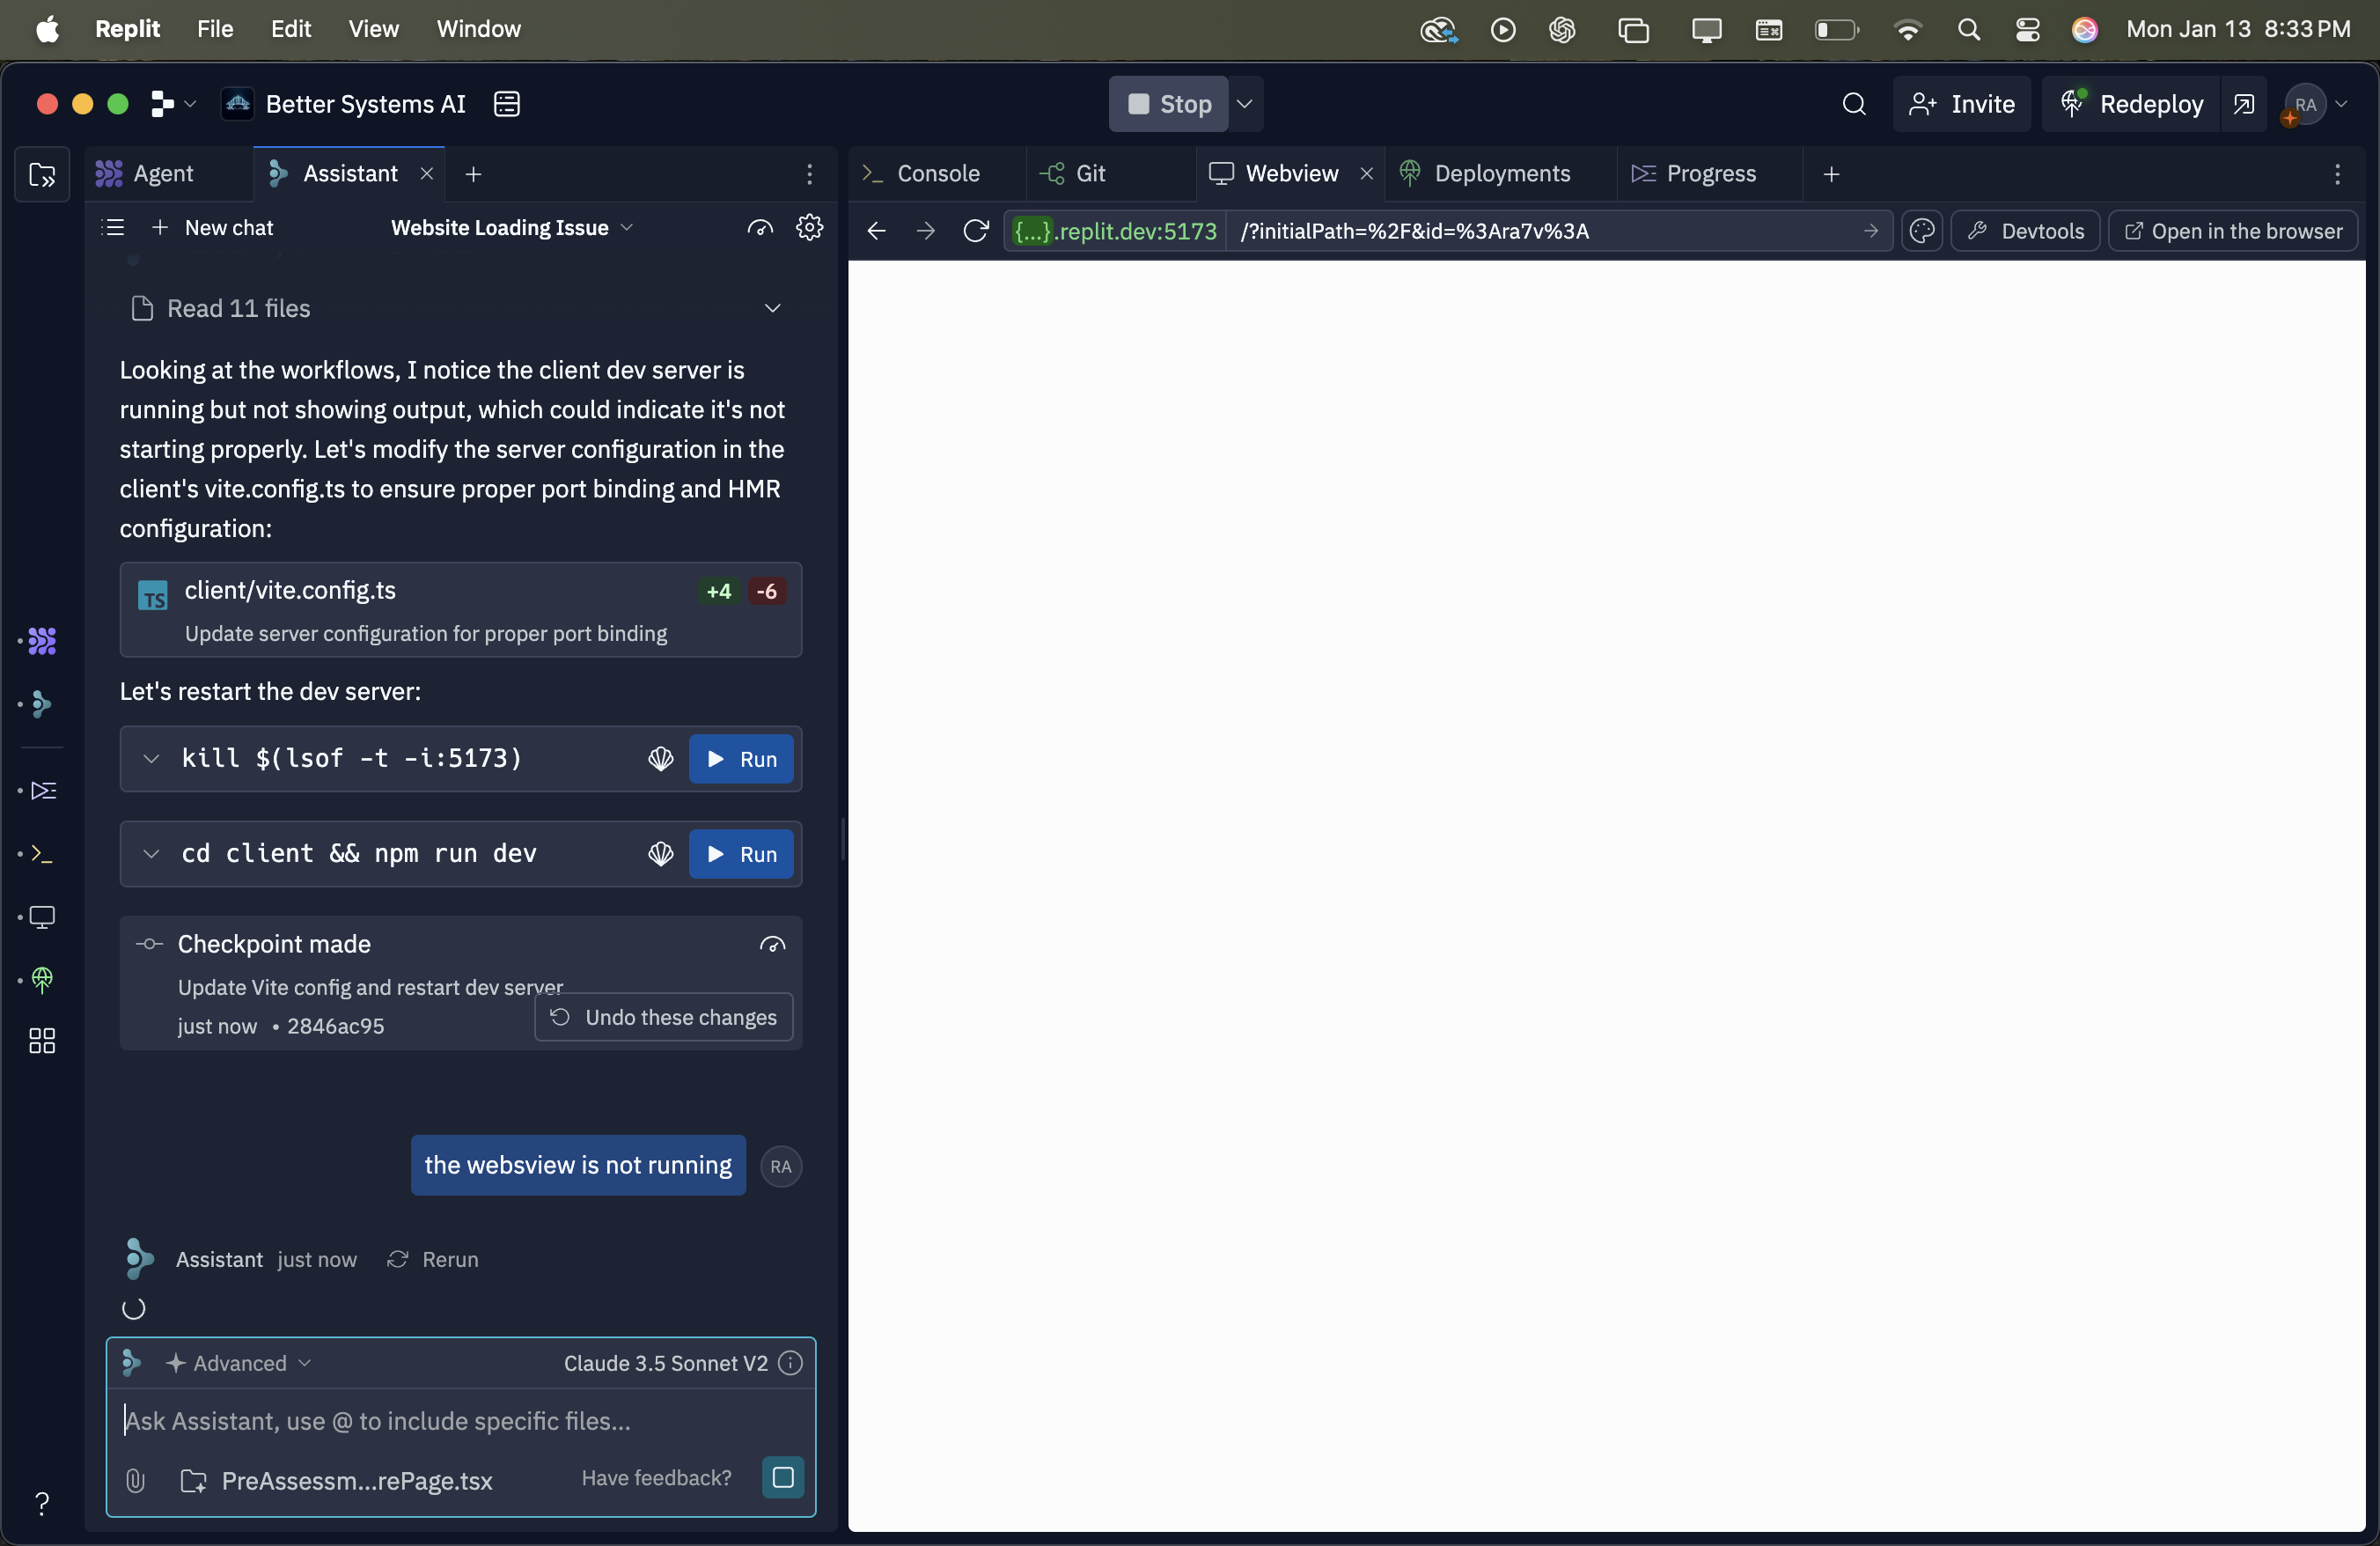 Replit File Edit View Window Mon Jan 13 8:33 PM
Better Systems AI Stop Invite Redeploy RA
Agent Assistant Console Git Webview Deployments Progress
New chat Website Loading Issue {...}.replit.dev:5173 /?initialPath=%2F&id=%3Ara7v%3A Devtools Open in the browser
Read 11 files
Looking at the workflows, I notice the client dev server is
running but not showing output, which could indicate it's not
starting properly. Let's modify the server configuration in the
client's vite.config.ts to ensure proper port binding and HMR
configuration:
TS client/vite.config.ts +4 -6
Update server configuration for proper port binding
Let's restart the dev server:
kill $(lsof -t -i:5173) Run
cd client && npm run dev Run
Checkpoint made
Update Vite config and restart dev server
just now • 2846ac95 Undo these changes
the websview is not running RA
Assistant just now Rerun
Advanced Claude 3.5 Sonnet V2
Ask Assistant, use @ to include specific files...
PreAssessm...rePage.tsx Have feedback?